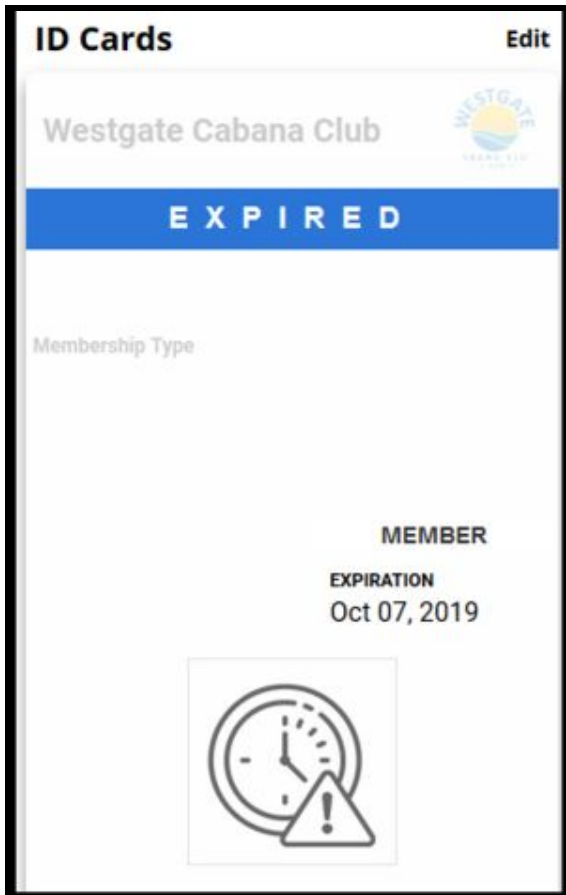 ID Cards
Edit
Westgate Cabana Club
WESTGATE
EXPIRED
Membership Type
MEMBER
EXPIRATION
Oct 07, 2019